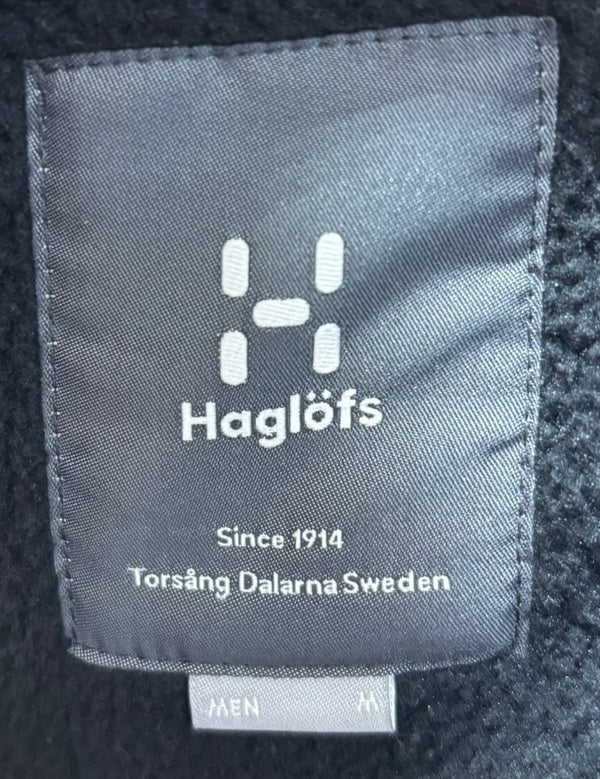 Haglöfs
Since 1914
Torsång Dalarna Sweden
MEN M